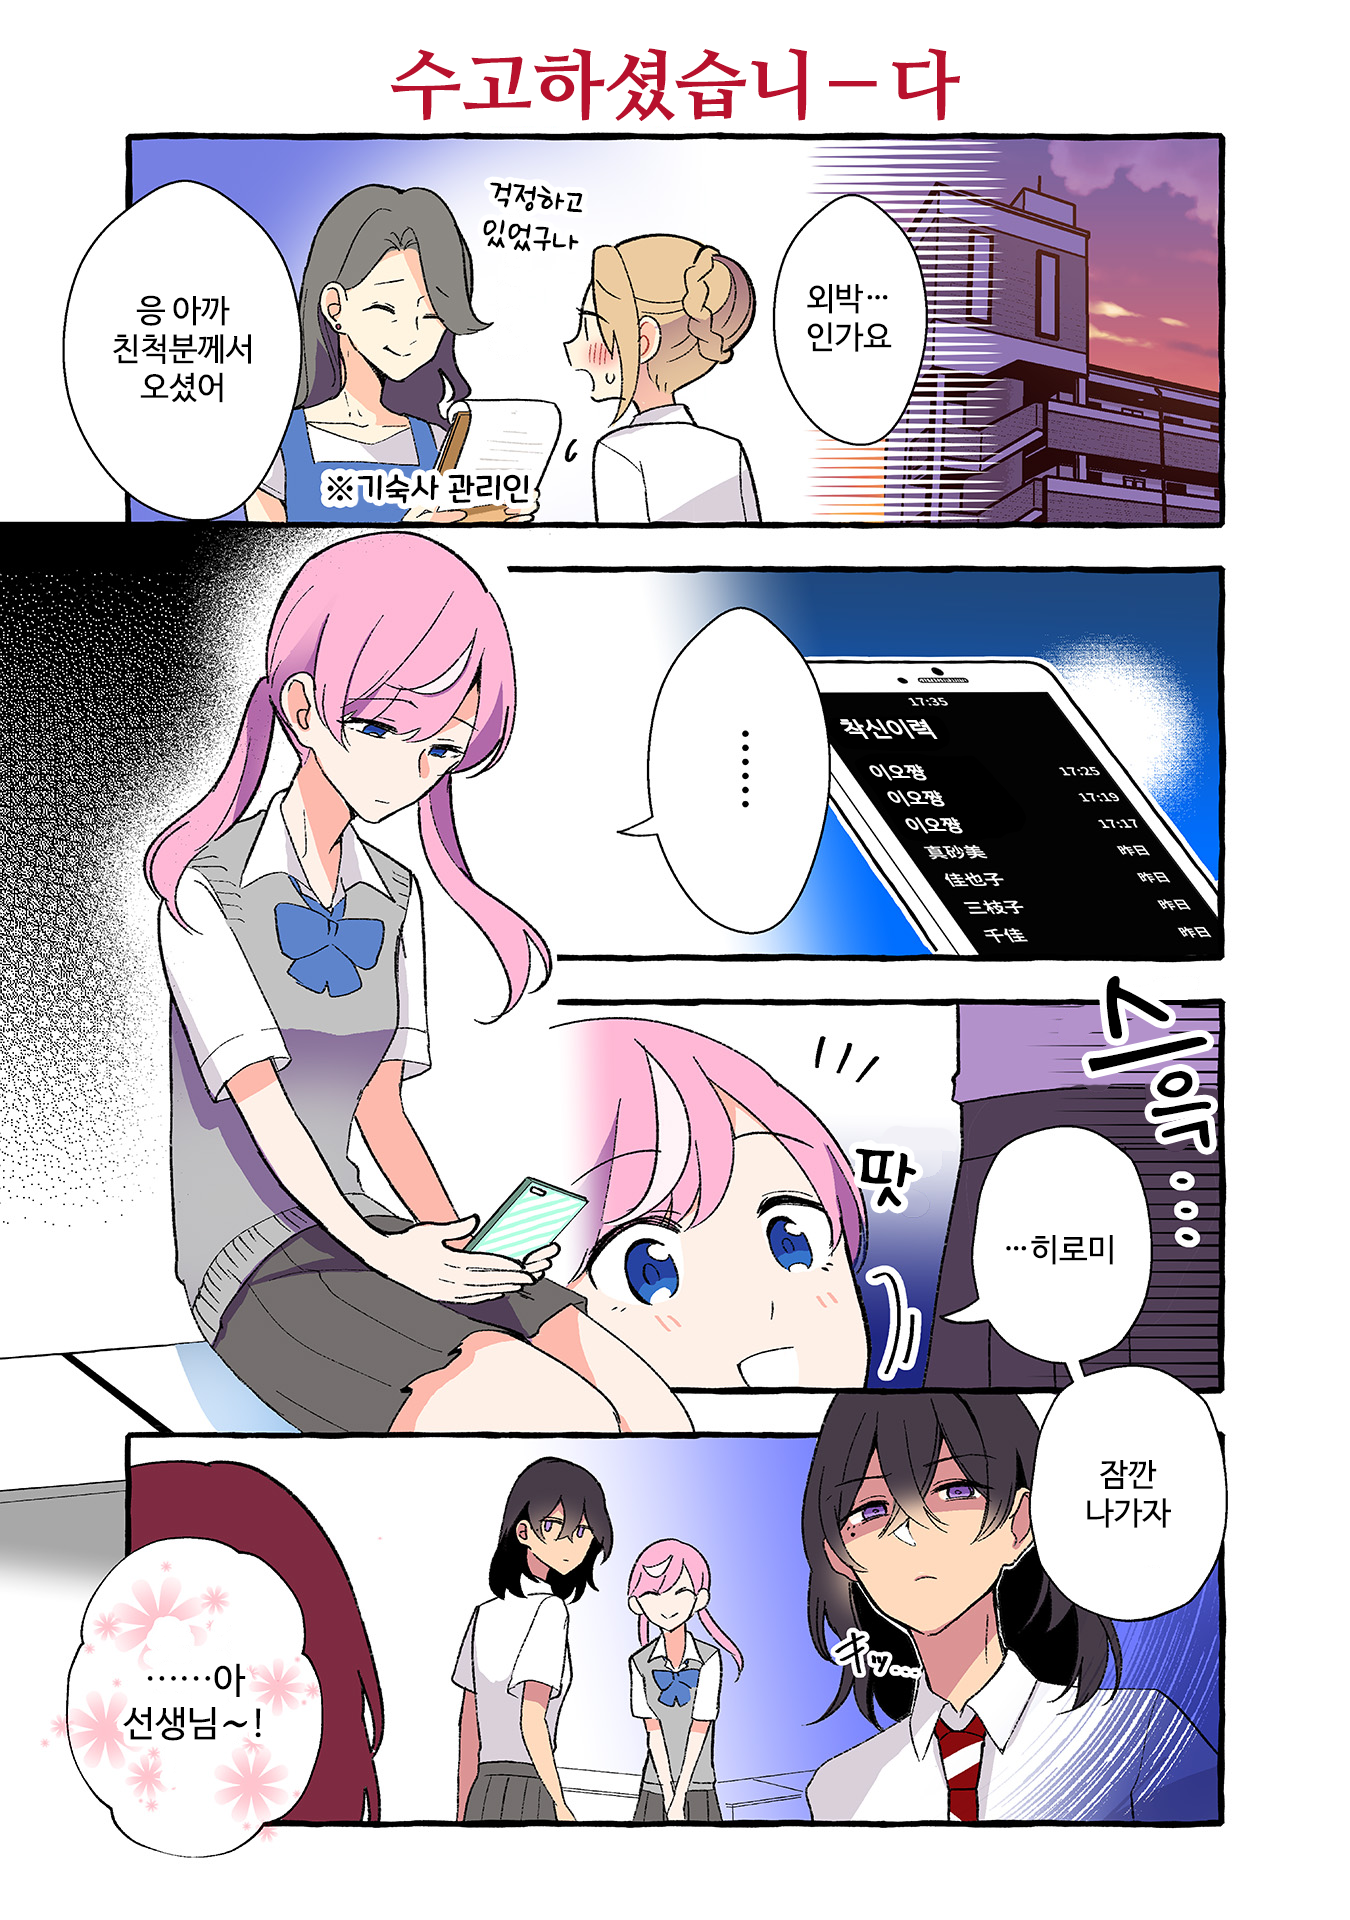 수고하셨습니-다
외박…
인가요
걱정하고
있었구나
응 아까
친척분께서
오셨어
※기숙사 관리인
17:35
착신이력
이오쨩 17:25
이오쨩 17:19
이오쨩 17:17
真砂美 昨日
佳也子 昨日
三枝子 昨日
千佳 昨日
……
스윽…
…히로미
팟
잠깐
나가자
キッ…
……아
선생님~!